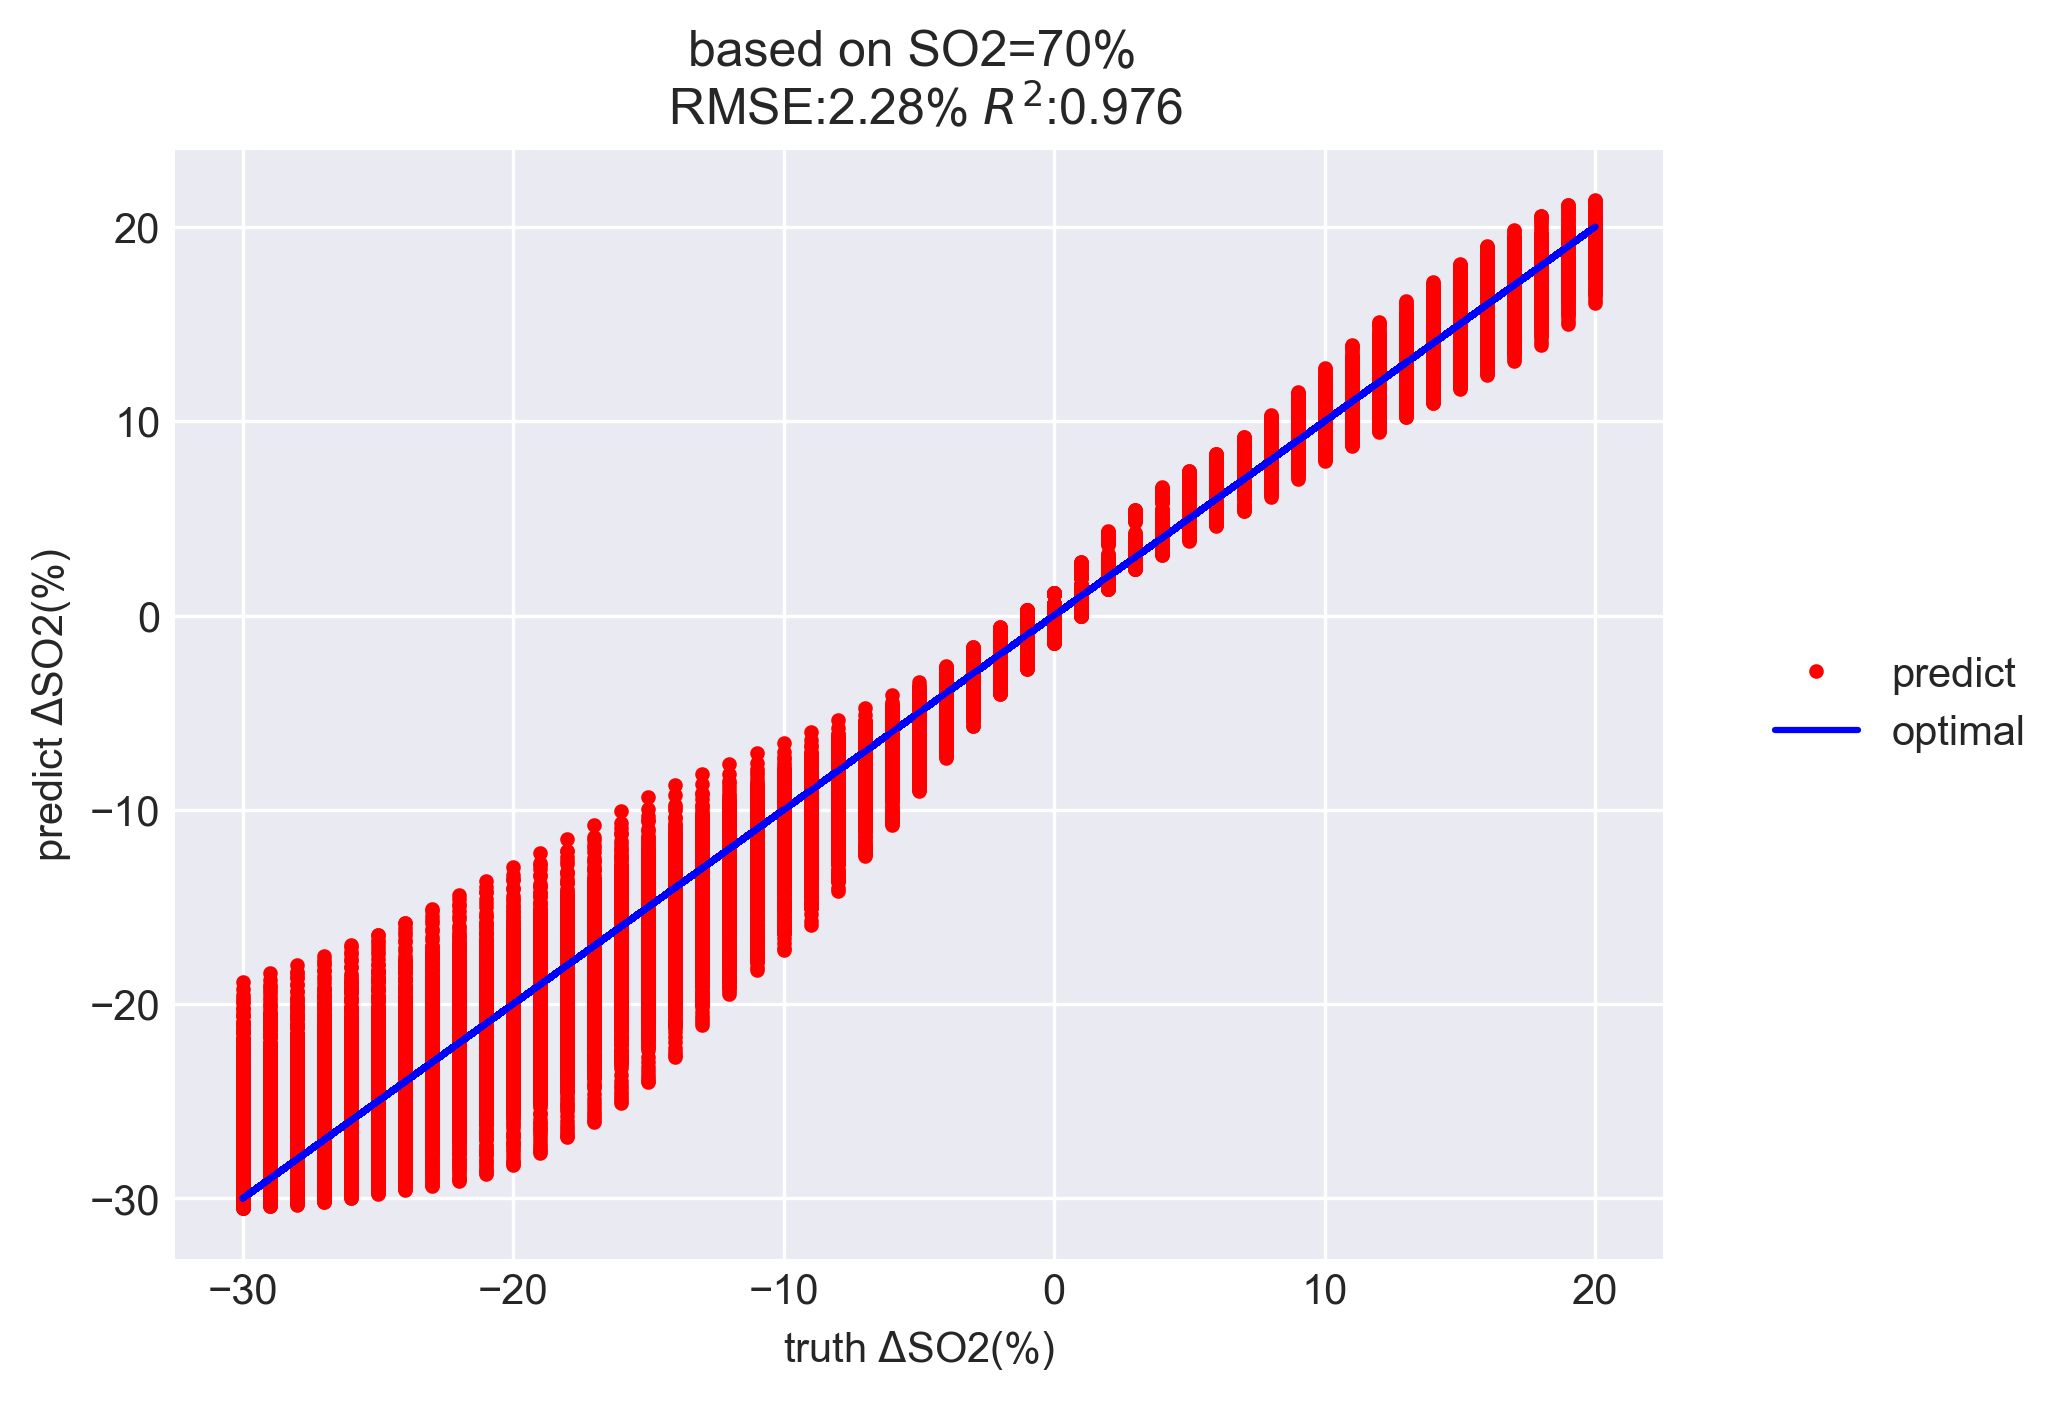 based on SO2=70%
RMSE:2.28% R²:0.976
20
10
0
−10
−20
−30
predict ΔSO2(%)
−30 −20 −10 0 10 20
truth ΔSO2(%)
predict
optimal